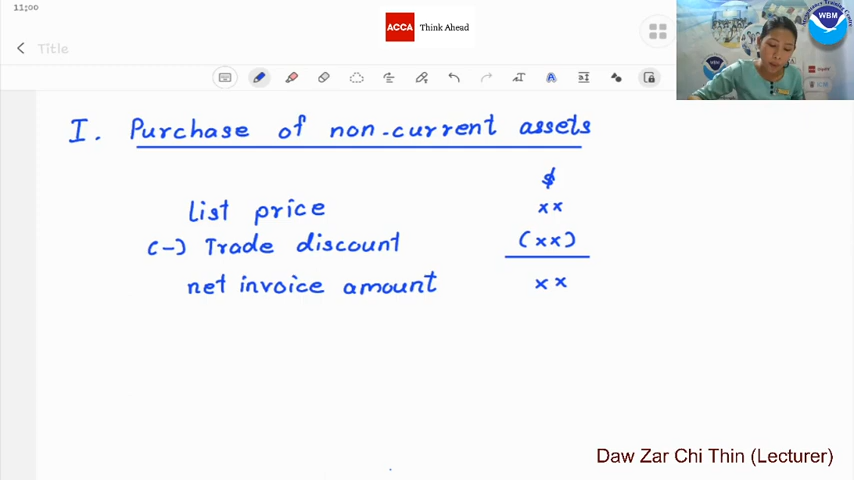 11:00
ACCA Think Ahead
Title
WBM
I. Purchase of non-current assets
$
list price xx
(-) Trade discount (xx)
net invoice amount xx
Daw Zar Chi Thin (Lecturer)